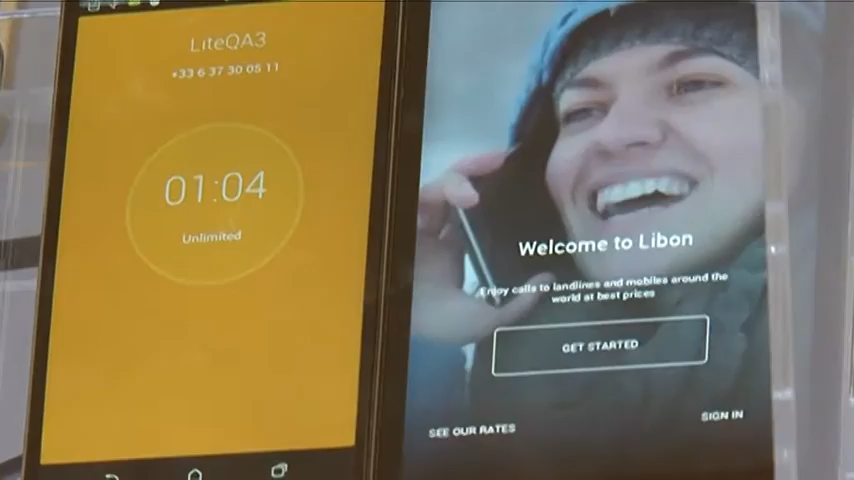 LiteQA3
+33 6 37 30 05 11
01:04
Unlimited
Welcome to Libon
Enjoy calls to landlines and mobiles around the
world at best prices
GET STARTED
SEE OUR RATES
SIGN IN